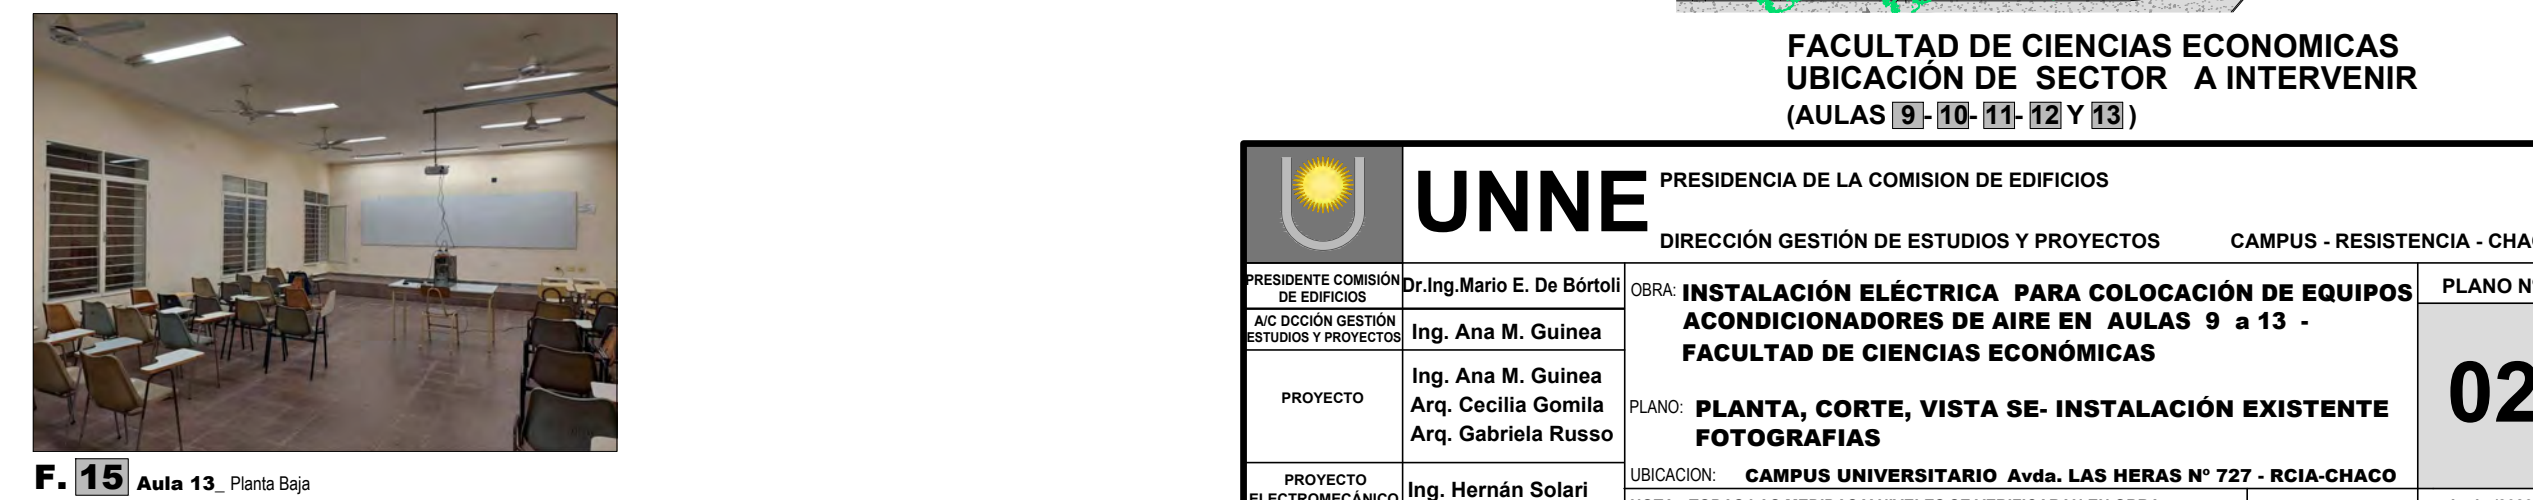 F. 15 Aula 13_ Planta Baja
FACULTAD DE CIENCIAS ECONOMICAS
UBICACIÓN DE SECTOR A INTERVENIR
(AULAS 9 - 10- 11- 12 Y 13 )
UNNE
PRESIDENCIA DE LA COMISION DE EDIFICIOS
DIRECCIÓN GESTIÓN DE ESTUDIOS Y PROYECTOS CAMPUS - RESISTENCIA -
PRESIDENTE COMISIÓN
DE EDIFICIOS
Dr.Ing.Mario E. De Bórtoli
A/C DCCIÓN GESTIÓN
ESTUDIOS Y PROYECTOS
Ing. Ana M. Guinea
PROYECTO
Ing. Ana M. Guinea
Arq. Cecilia Gomila
Arq. Gabriela Russo
PROYECTO
ELECTROMECÁNICO
Ing. Hernán Solari
OBRA: INSTALACIÓN ELÉCTRICA PARA COLOCACIÓN DE EQUIPOS
ACONDICIONADORES DE AIRE EN AULAS 9 a 13 -
FACULTAD DE CIENCIAS ECONÓMICAS
PLANO: PLANTA, CORTE, VISTA SE- INSTALACIÓN EXISTENTE
FOTOGRAFIAS
UBICACION: CAMPUS UNIVERSITARIO Avda. LAS HERAS Nº 727 - RCIA-CHACO
PLANO
02